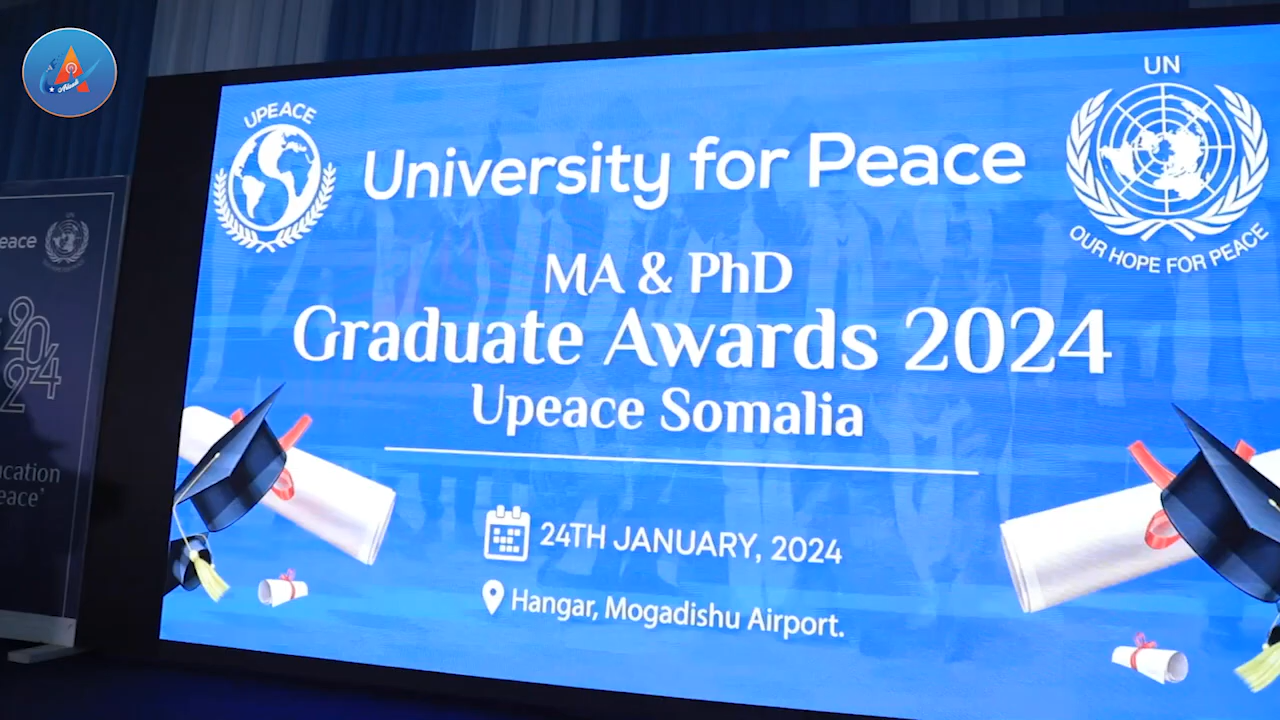 UPEACE
University for Peace
UN
OUR HOPE FOR PEACE
MA & PhD
Graduate Awards 2024
Upeace Somalia
24TH JANUARY, 2024
Hangar, Mogadishu Airport.
eace
2024
cation
eace"